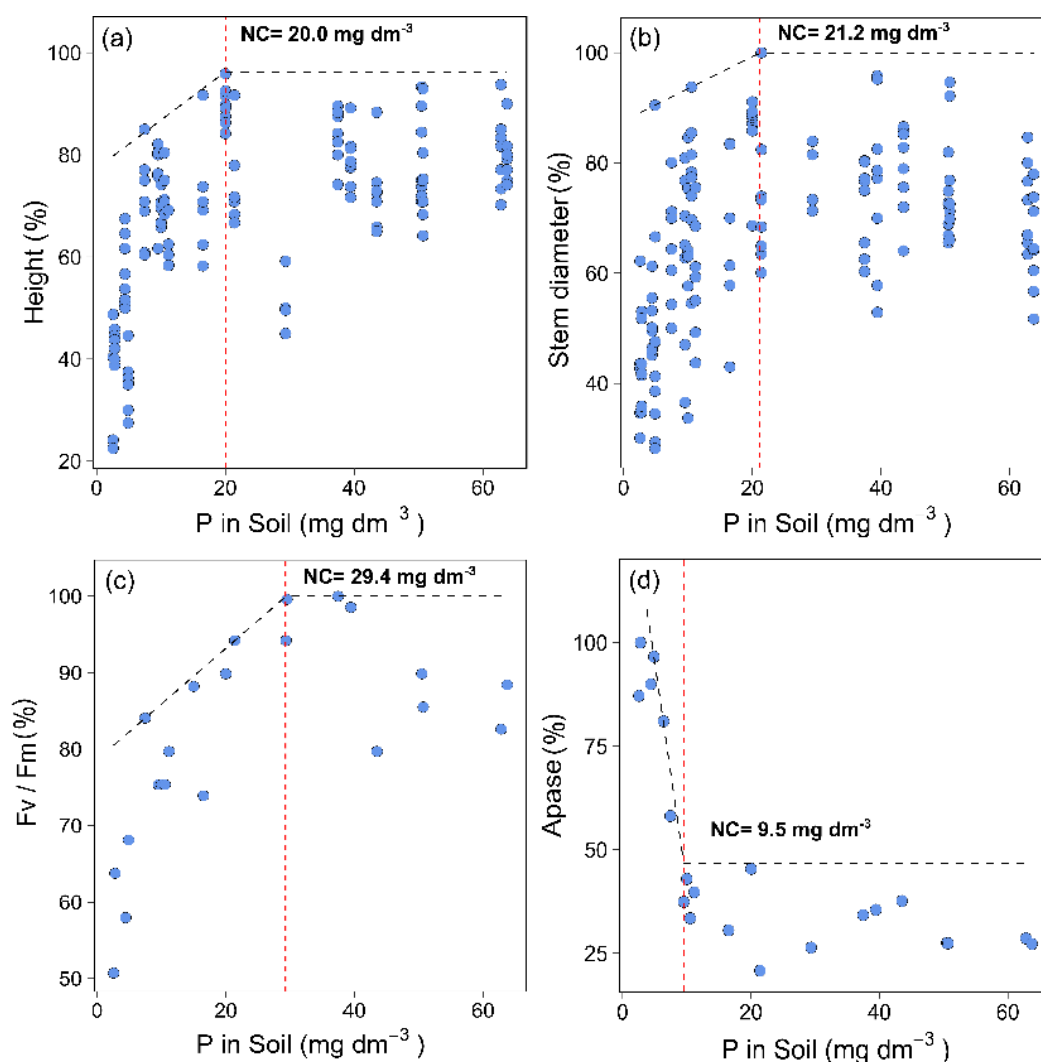 (a)
NC= 20.0 mg dm⁻³
100
80
60
40
20
Height (%)
0
20
40
60
P in Soil (mg dm ⁻³ )
(b)
NC= 21.2 mg dm⁻³
100
80
60
40
Stem diameter (%)
0
20
40
60
P in Soil (mg dm ⁻³ )
(c)
NC= 29.4 mg dm⁻³
100
90
80
70
60
50
Fv / Fm (%)
0
20
40
60
P in Soil (mg dm⁻³ )
(d)
100
75
50
25
NC= 9.5 mg dm⁻³
Apase (%)
0
20
40
60
P in Soil (mg dm⁻³ )